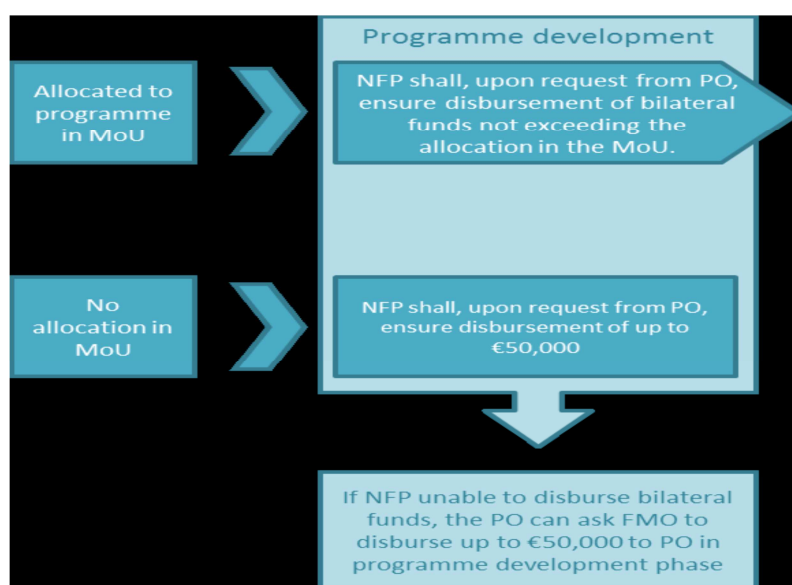 Programme development
Allocated to
programme
in MoU
NFP shall, upon request from PO,
ensure disbursement of bilateral
funds not exceeding the
allocation in the MoU.
No
allocation in
MoU
NFP shall, upon request from PO,
ensure disbursement of up to
€50,000
If NFP unable to disburse bilateral
funds, the PO can ask FMO to
disburse up to €50,000 to PO in
programme development phase